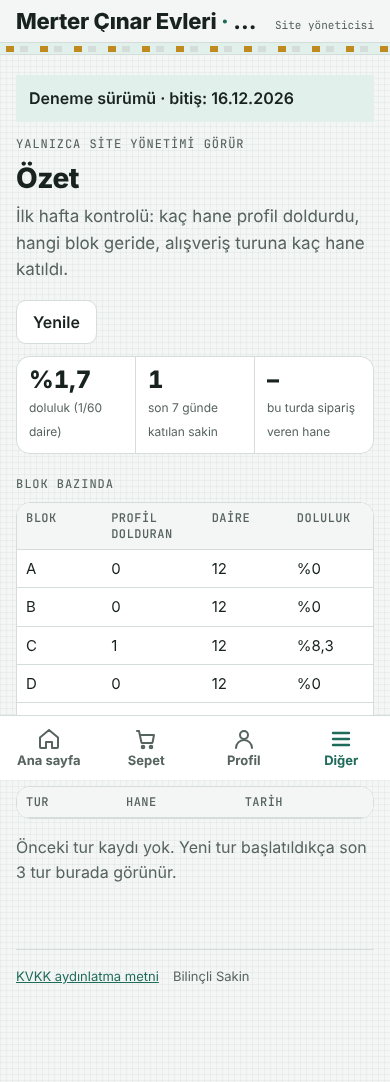 Merter Çınar Evleri · ...
Site yöneticisi
Deneme sürümü · bitiş: 16.12.2026
YALNIZCA SİTE YÖNETİMİ GÖRÜR
Özet
İlk hafta kontrolü: kaç hane profil doldurdu,
hangi blok geride, alışveriş turuna kaç hane
katıldı.
Yenile
%1,7
doluluk (1/60
daire)
1
son 7 günde
katılan sakin
–
bu turda sipariş
veren hane
BLOK BAZINDA
BLOK PROFİL DOLDURAN DAİRE DOLULUK
A 0 12 %0
B 0 12 %0
C 1 12 %8,3
D 0 12 %0
Ana sayfa Sepet Profil Diğer
TUR HANE TARİH
Önceki tur kaydı yok. Yeni tur başlatıldıkça son
3 tur burada görünür.
KVKK aydınlatma metni Bilinçli Sakin